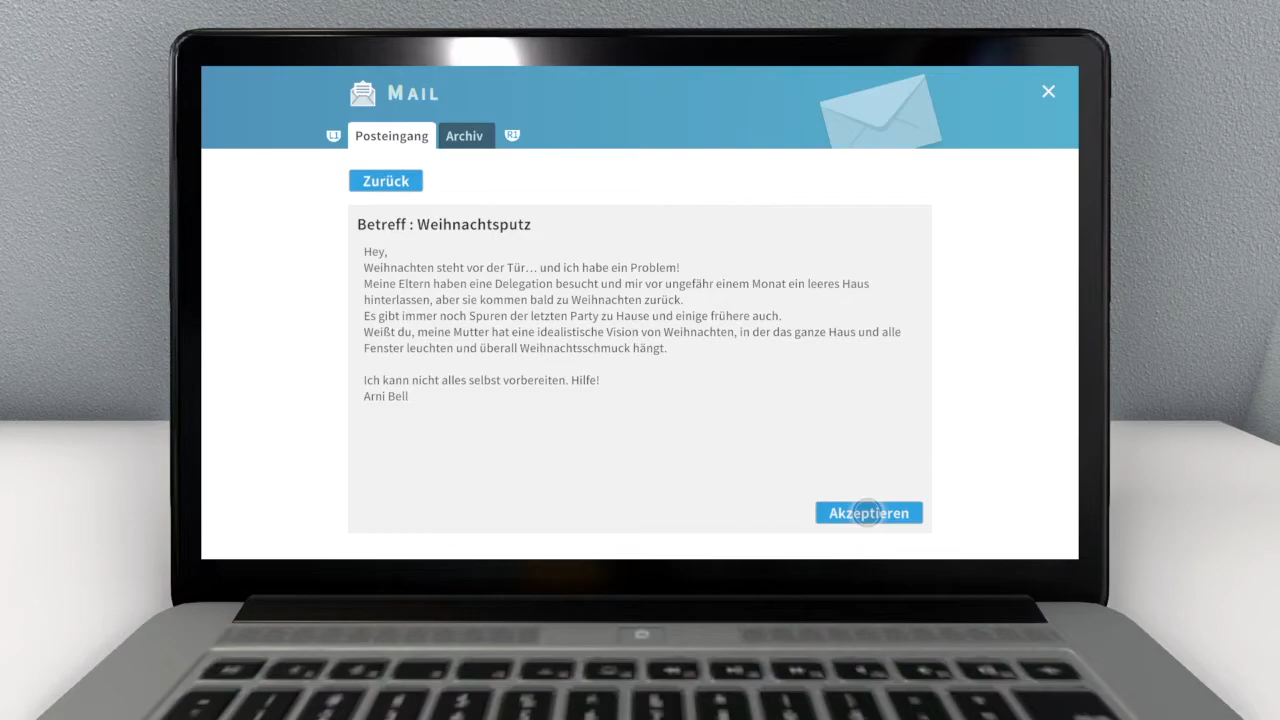 MAIL
L1 Posteingang Archiv R1
Zurück
Betreff : Weihnachtsputz
Hey,
Weihnachten steht vor der Tür... und ich habe ein Problem!
Meine Eltern haben eine Delegation besucht und mir vor ungefähr einem Monat ein leeres Haus
hinterlassen, aber sie kommen bald zu Weihnachten zurück.
Es gibt immer noch Spuren der letzten Party zu Hause und einige frühere auch.
Weißt du, meine Mutter hat eine idealistische Vision von Weihnachten, in der das ganze Haus und alle
Fenster leuchten und überall Weihnachtsschmuck hängt.
Ich kann nicht alles selbst vorbereiten. Hilfe!
Arni Bell
Akzeptieren